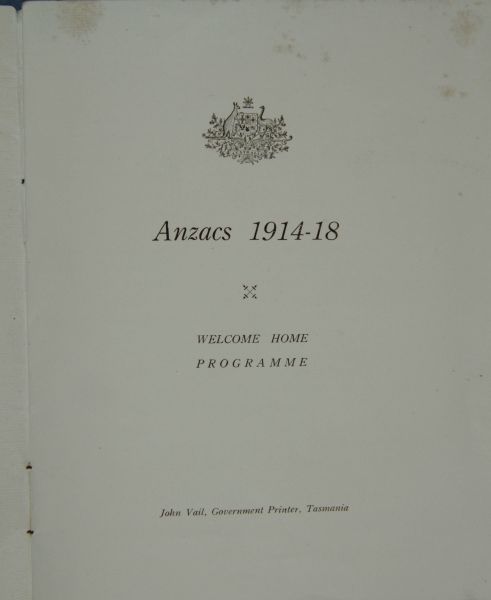 Anzacs 1914-18
WELCOME HOME
PROGRAMME
John Vail, Government Printer, Tasmania